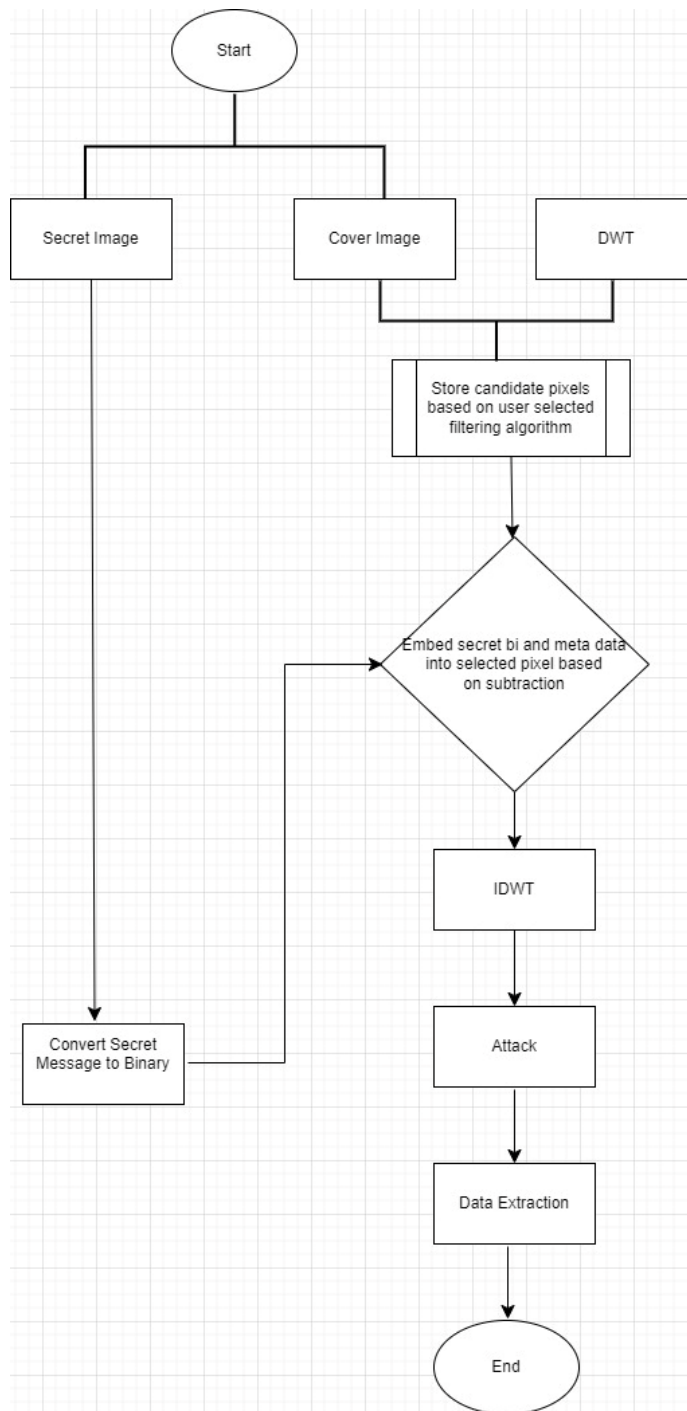 Start
Secret Image
Cover Image
DWT
Store candidate pixels
based on user selected
filtering algorithm
Embed secret bi and meta data
into selected pixel based
on subtraction
IDWT
Convert Secret
Message to Binary
Attack
Data Extraction
End